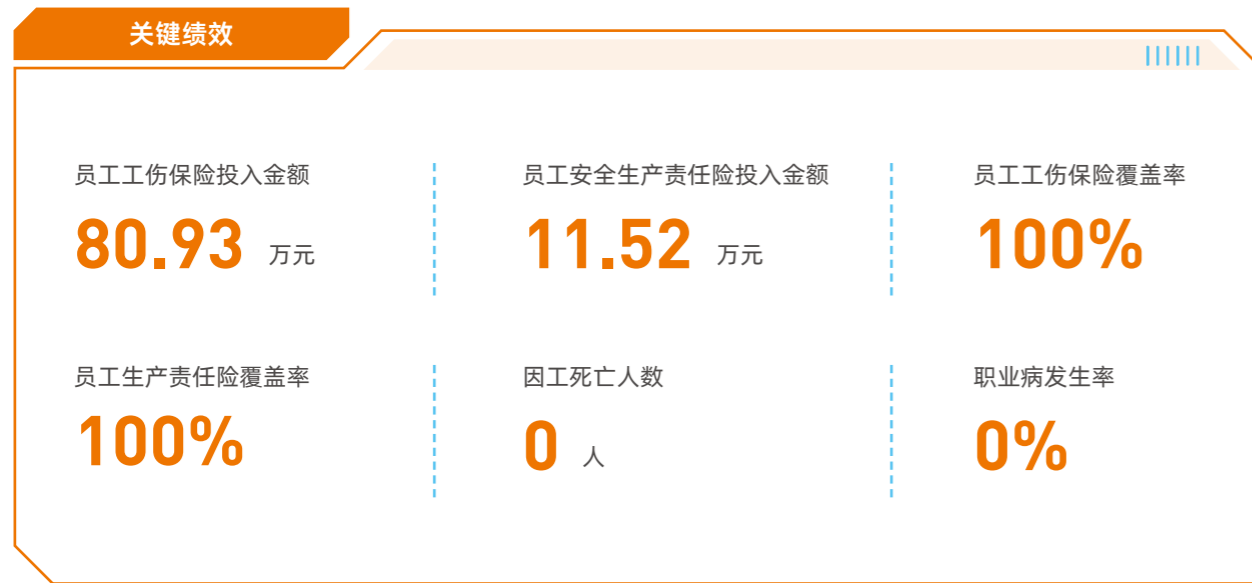 关键绩效
员工工伤保险投入金额
80.93 万元
员工安全生产责任险投入金额
11.52 万元
员工工伤保险覆盖率
100%
员工生产责任险覆盖率
100%
因工死亡人数
0 人
职业病发生率
0%